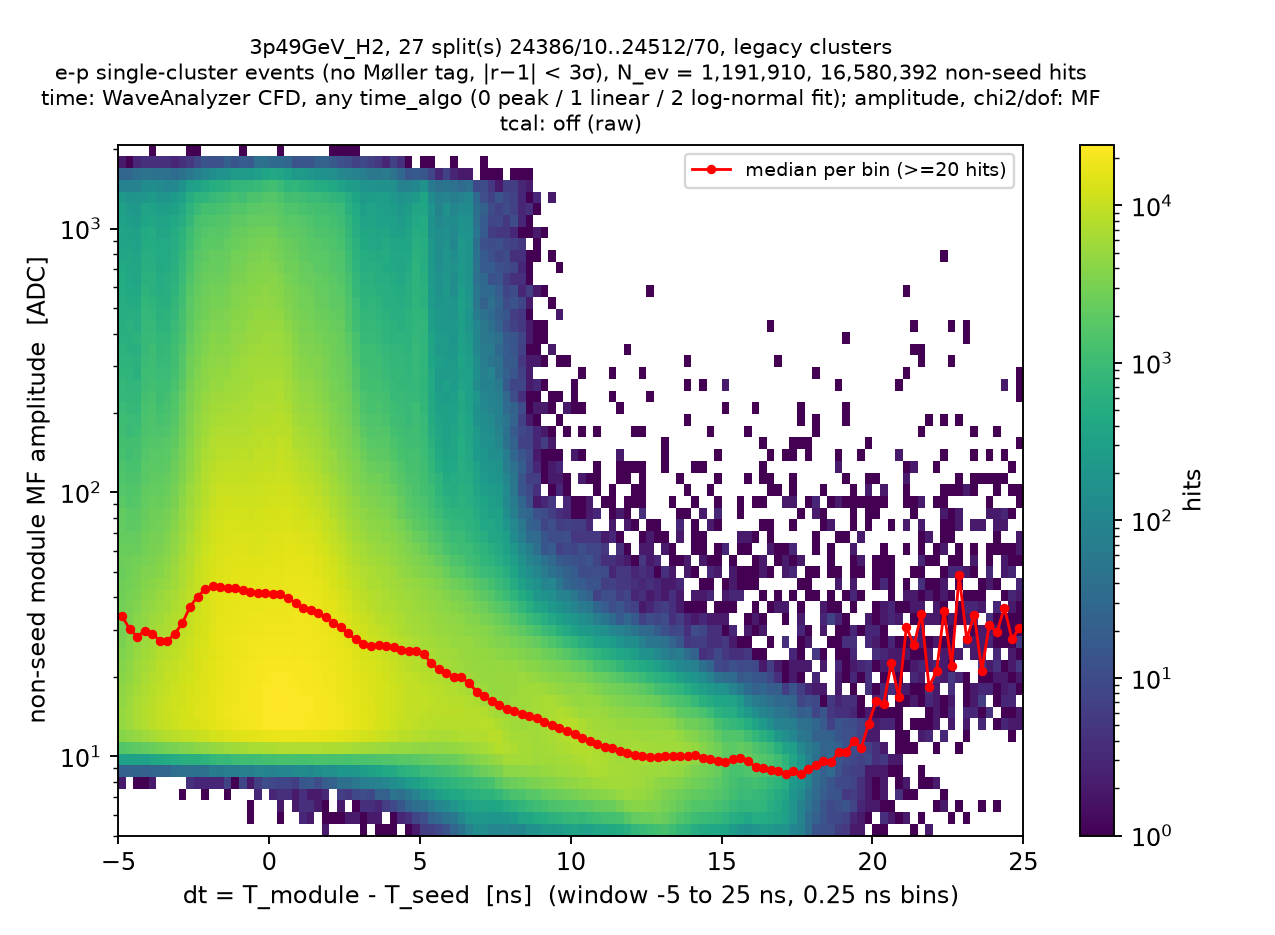 3p49GeV_H2, 27 split(s) 24386/10..24512/70, legacy clusters
e-p single-cluster events (no Møller tag, |r−1| < 3σ), N_ev = 1,191,910, 16,580,392 non-seed hits
time: WaveAnalyzer CFD, any time_algo (0 peak / 1 linear / 2 log-normal fit); amplitude, chi2/dof: MF
tcal: off (raw)
median per bin (>=20 hits)
non-seed module MF amplitude [ADC]
10³
10²
10¹
−5
0
5
10
15
20
25
dt = T_module - T_seed [ns] (window -5 to 25 ns, 0.25 ns bins)
10⁴
10³
10²
10¹
10⁰
hits